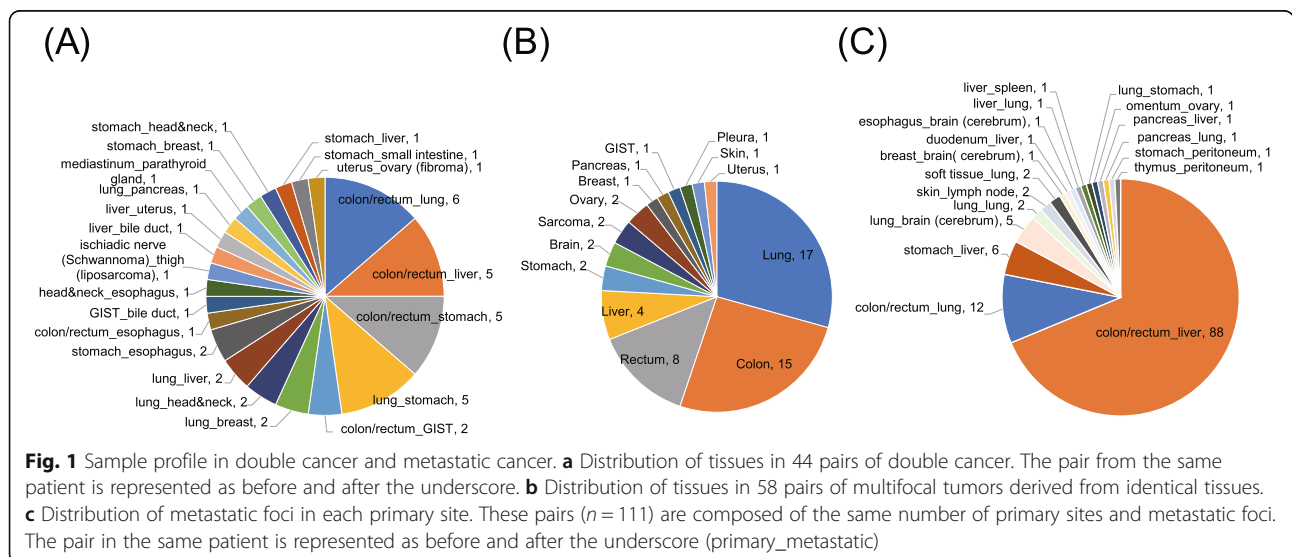 (A)
stomach_head&neck, 1
stomach_breast, 1
mediastinum_parathyroid
gland, 1
lung_pancreas, 1
liver_uterus, 1
liver_bile duct, 1
ischiadic nerve
(Schwannoma)_thigh
(liposarcoma), 1
head&neck_esophagus, 1
GIST_bile duct, 1
colon/rectum_esophagus, 1
stomach_esophagus, 2
lung_liver, 2
lung_head&neck, 2
lung_breast, 2
colon/rectum_GIST, 2
lung_stomach, 5
colon/rectum_stomach, 5
colon/rectum_liver, 5
colon/rectum_lung, 6
uterus_ovary (fibroma), 1
stomach_small intestine, 1
stomach_liver, 1
(B)
Pleura, 1
Skin, 1
Uterus, 1
GIST, 1
Pancreas, 1
Breast, 1
Ovary, 2
Sarcoma, 2
Brain, 2
Stomach, 2
Liver, 4
Rectum, 8
Colon, 15
Lung, 17
(C)
liver_spleen, 1
liver_lung, 1
esophagus_brain (cerebrum), 1
duodenum_liver, 1
breast_brain( cerebrum), 1
soft tissue_lung, 2
skin_lymph node, 2
lung_lung, 2
lung_brain (cerebrum), 5
stomach_liver, 6
colon/rectum_lung, 12
colon/rectum_liver, 88
lung_stomach, 1
omentum_ovary, 1
pancreas_liver, 1
pancreas_lung, 1
stomach_peritoneum, 1
thymus_peritoneum, 1
Fig. 1 Sample profile in double cancer and metastatic cancer. a Distribution of tissues in 44 pairs of double cancer. The pair from the same
patient is represented as before and after the underscore. b Distribution of tissues in 58 pairs of multifocal tumors derived from identical tissues.
c Distribution of metastatic foci in each primary site. These pairs (n = 111) are composed of the same number of primary sites and metastatic foci.
The pair in the same patient is represented as before and after the underscore (primary_metastatic)